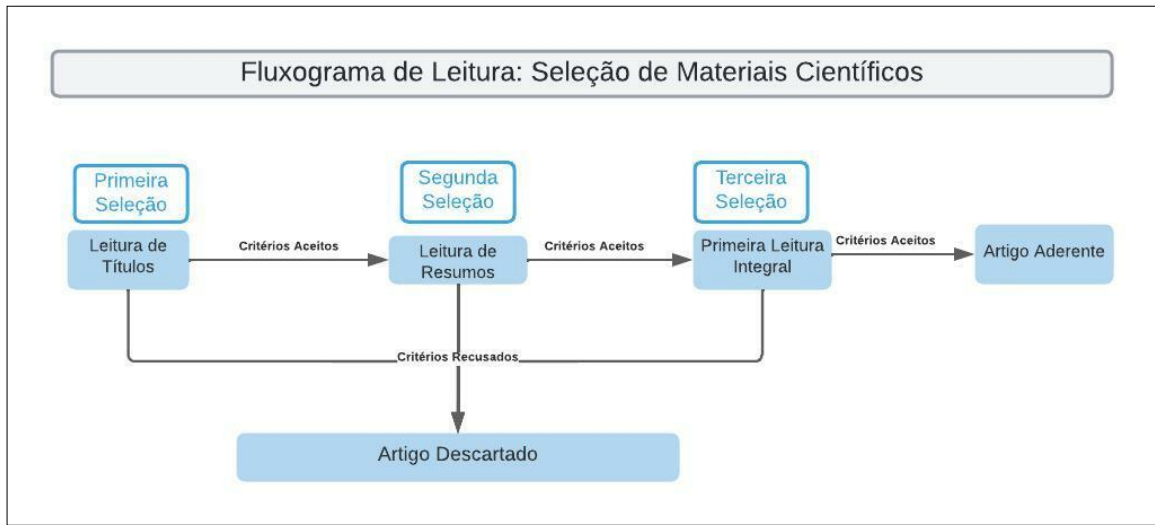 Fluxograma de Leitura: Seleção de Materiais Científicos
Primeira
Seleção
Segunda
Seleção
Terceira
Seleção
Leitura de
Títulos
Critérios Aceitos
Leitura de
Resumos
Critérios Aceitos
Primeira Leitura
Integral
Critérios Aceitos
Artigo Aderente
Critérios Recusados
Artigo Descartado